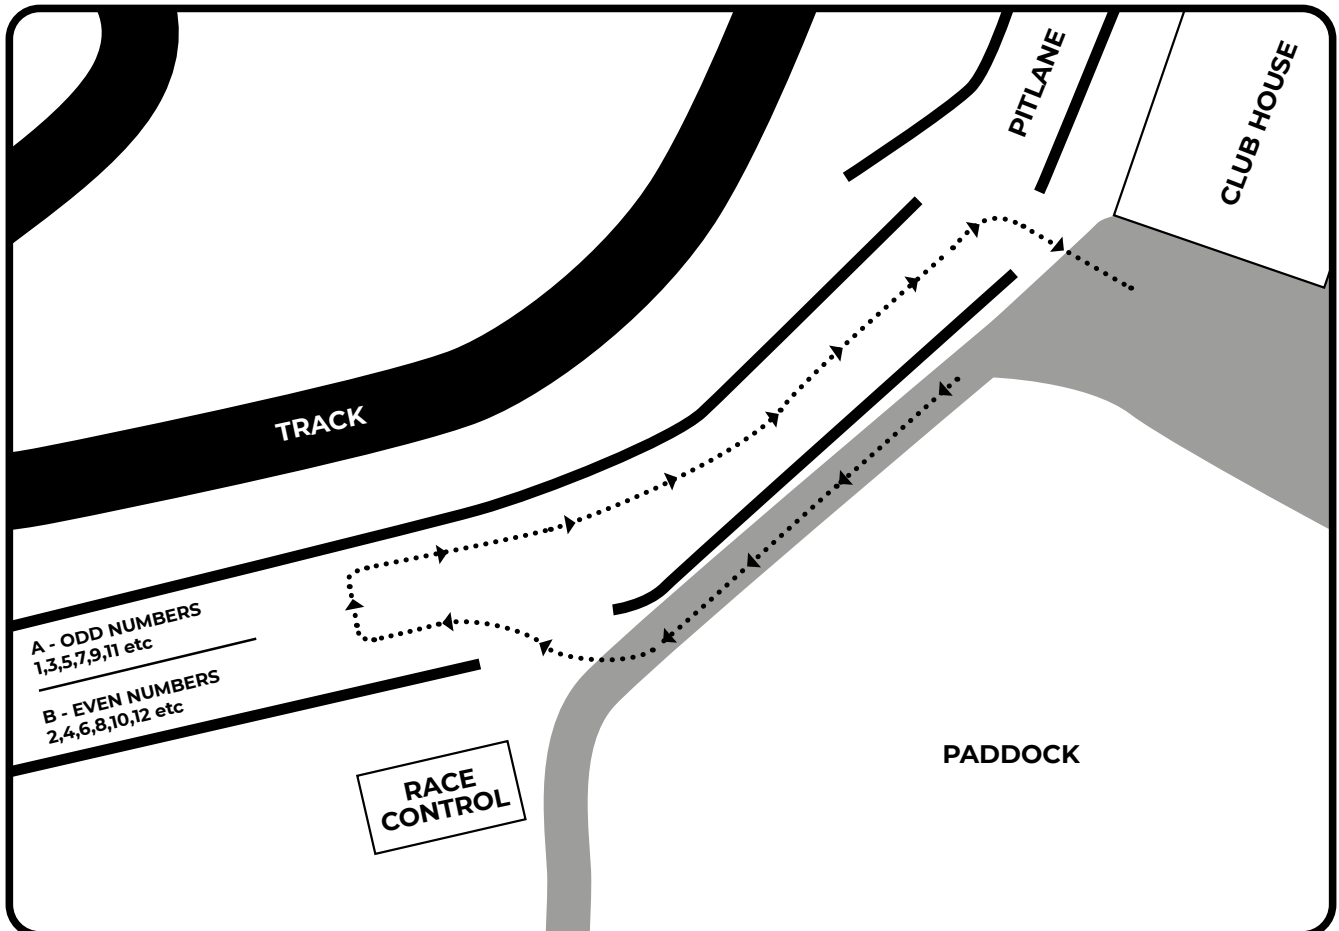 PITLANE
CLUB HOUSE
TRACK
A - ODD NUMBERS
1,3,5,7,9,11 etc
B - EVEN NUMBERS
2,4,6,8,10,12 etc
RACE
CONTROL
PADDOCK